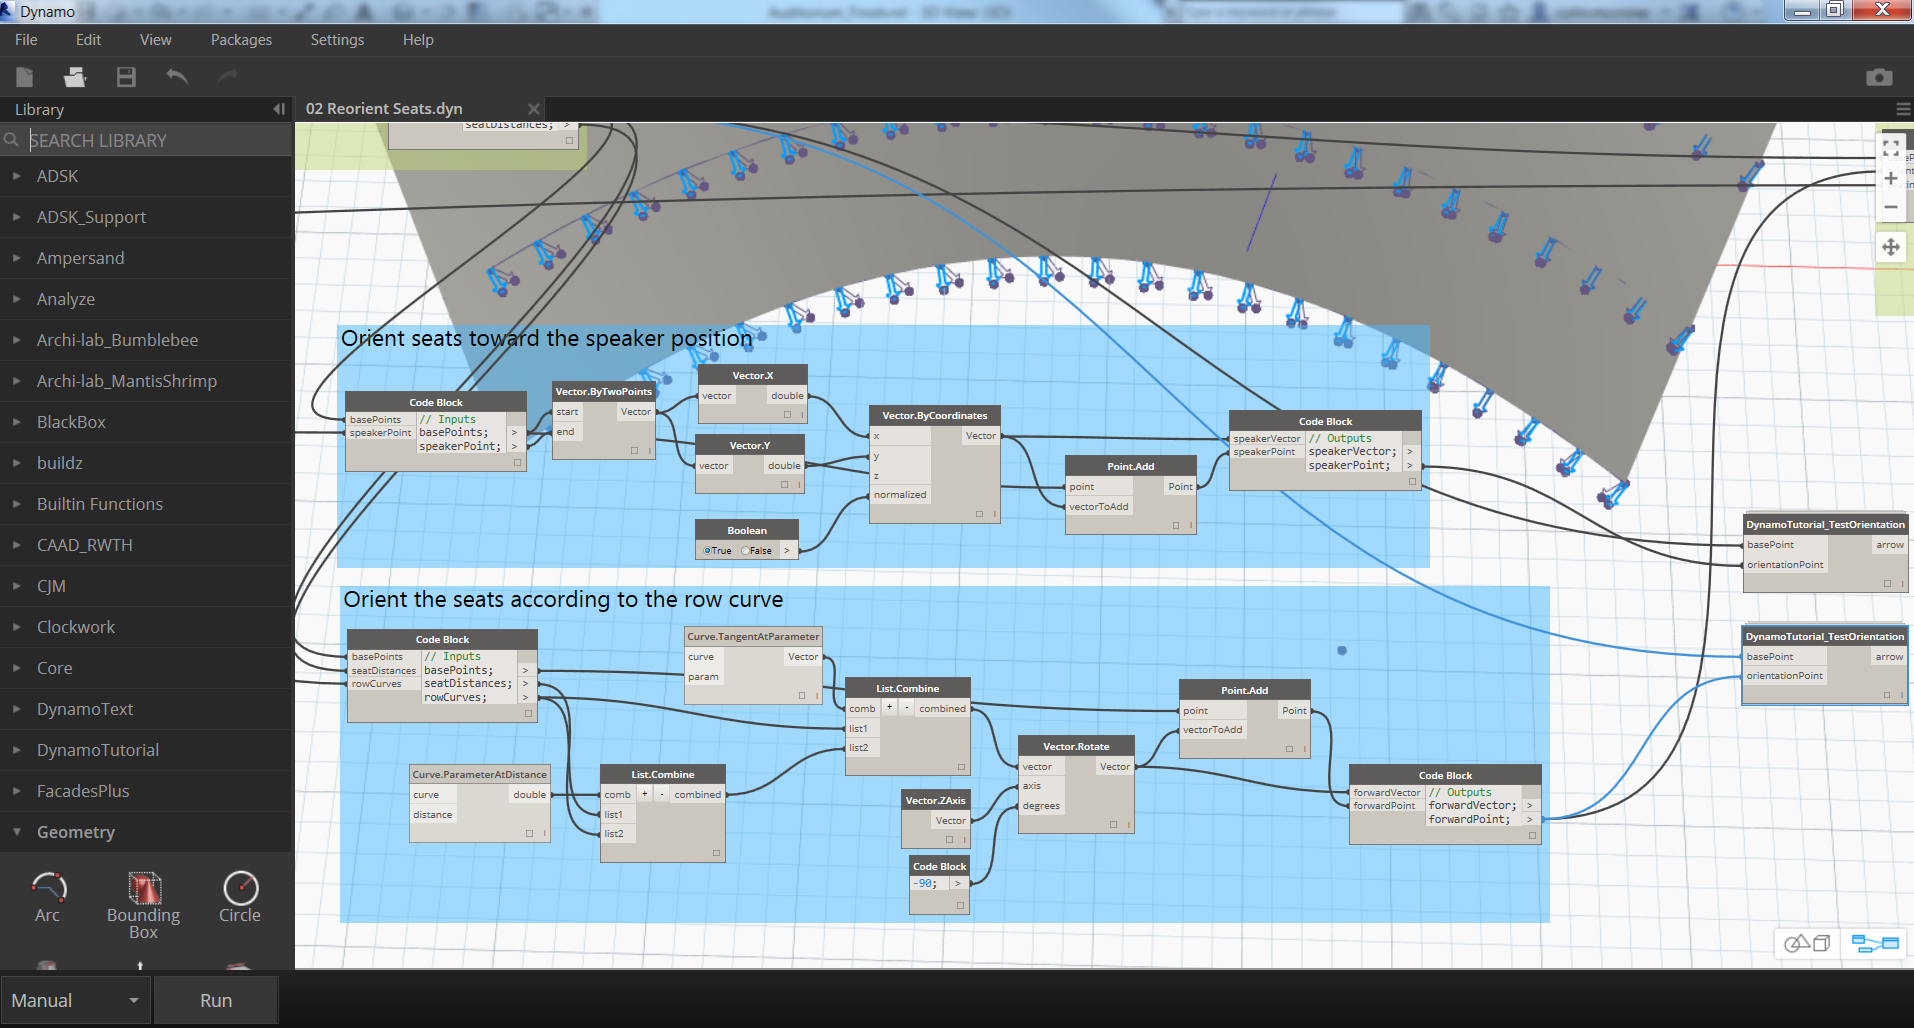 Dynamo
File Edit View Packages Settings Help
Library
02 Reorient Seats.dyn
SEARCH LIBRARY
ADSK
ADSK_Support
Ampersand
Analyze
Archi-lab_Bumblebee
Archi-lab_MantisShrimp
BlackBox
buildz
Builtin Functions
CAAD_RWTH
CJM
Clockwork
Core
DynamoText
DynamoTutorial
FacadesPlus
Geometry
Arc
Bounding Box
Circle
Manual
Run
seatDistances; >
Orient seats toward the speaker position
Code Block
basePoints // Inputs
speakerPoint basePoints; >
speakerPoint; >
Vector.ByTwoPoints
start Vector
end
Vector.X
vector double
Vector.Y
vector double
Boolean
True False >
Vector.ByCoordinates
x Vector
y
z
normalized
Point.Add
point Point
vectorToAdd
Code Block
speakerVector // Outputs
speakerPoint speakerVector; >
speakerPoint; >
DynamoTutorial_TestOrientation
basePoint arrow
orientationPoint
Orient the seats according to the row curve
Code Block
basePoints // Inputs
seatDistances basePoints; >
rowCurves seatDistances; >
rowCurves; >
Curve.TangentAtParameter
curve Vector
param
Curve.ParameterAtDistance
curve double
distance
List.Combine
comb + - combined
list1
list2
List.Combine
comb + - combined
list1
list2
Vector.ZAxis
Vector
Code Block
-90; >
Vector.Rotate
vector Vector
axis
degrees
Point.Add
point Point
vectorToAdd
Code Block
forwardVector // Outputs
forwardPoint forwardVector; >
forwardPoint; >
DynamoTutorial_TestOrientation
basePoint arrow
orientationPoint